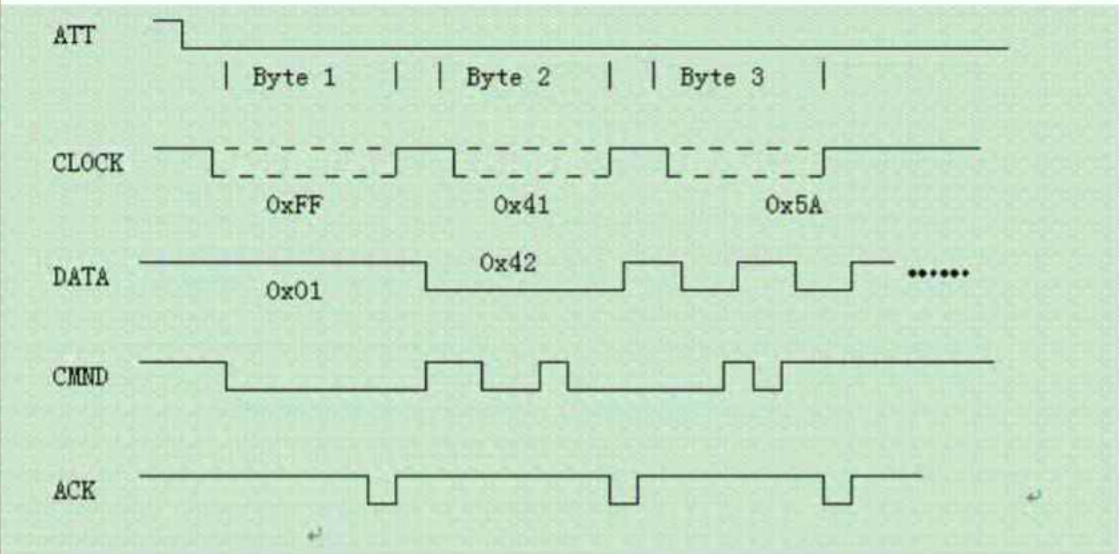 ATT
| Byte 1 | | Byte 2 | | Byte 3 |
CLOCK
0xFF 0x41 0x5A
DATA 0x42
0x01
CMND
ACK